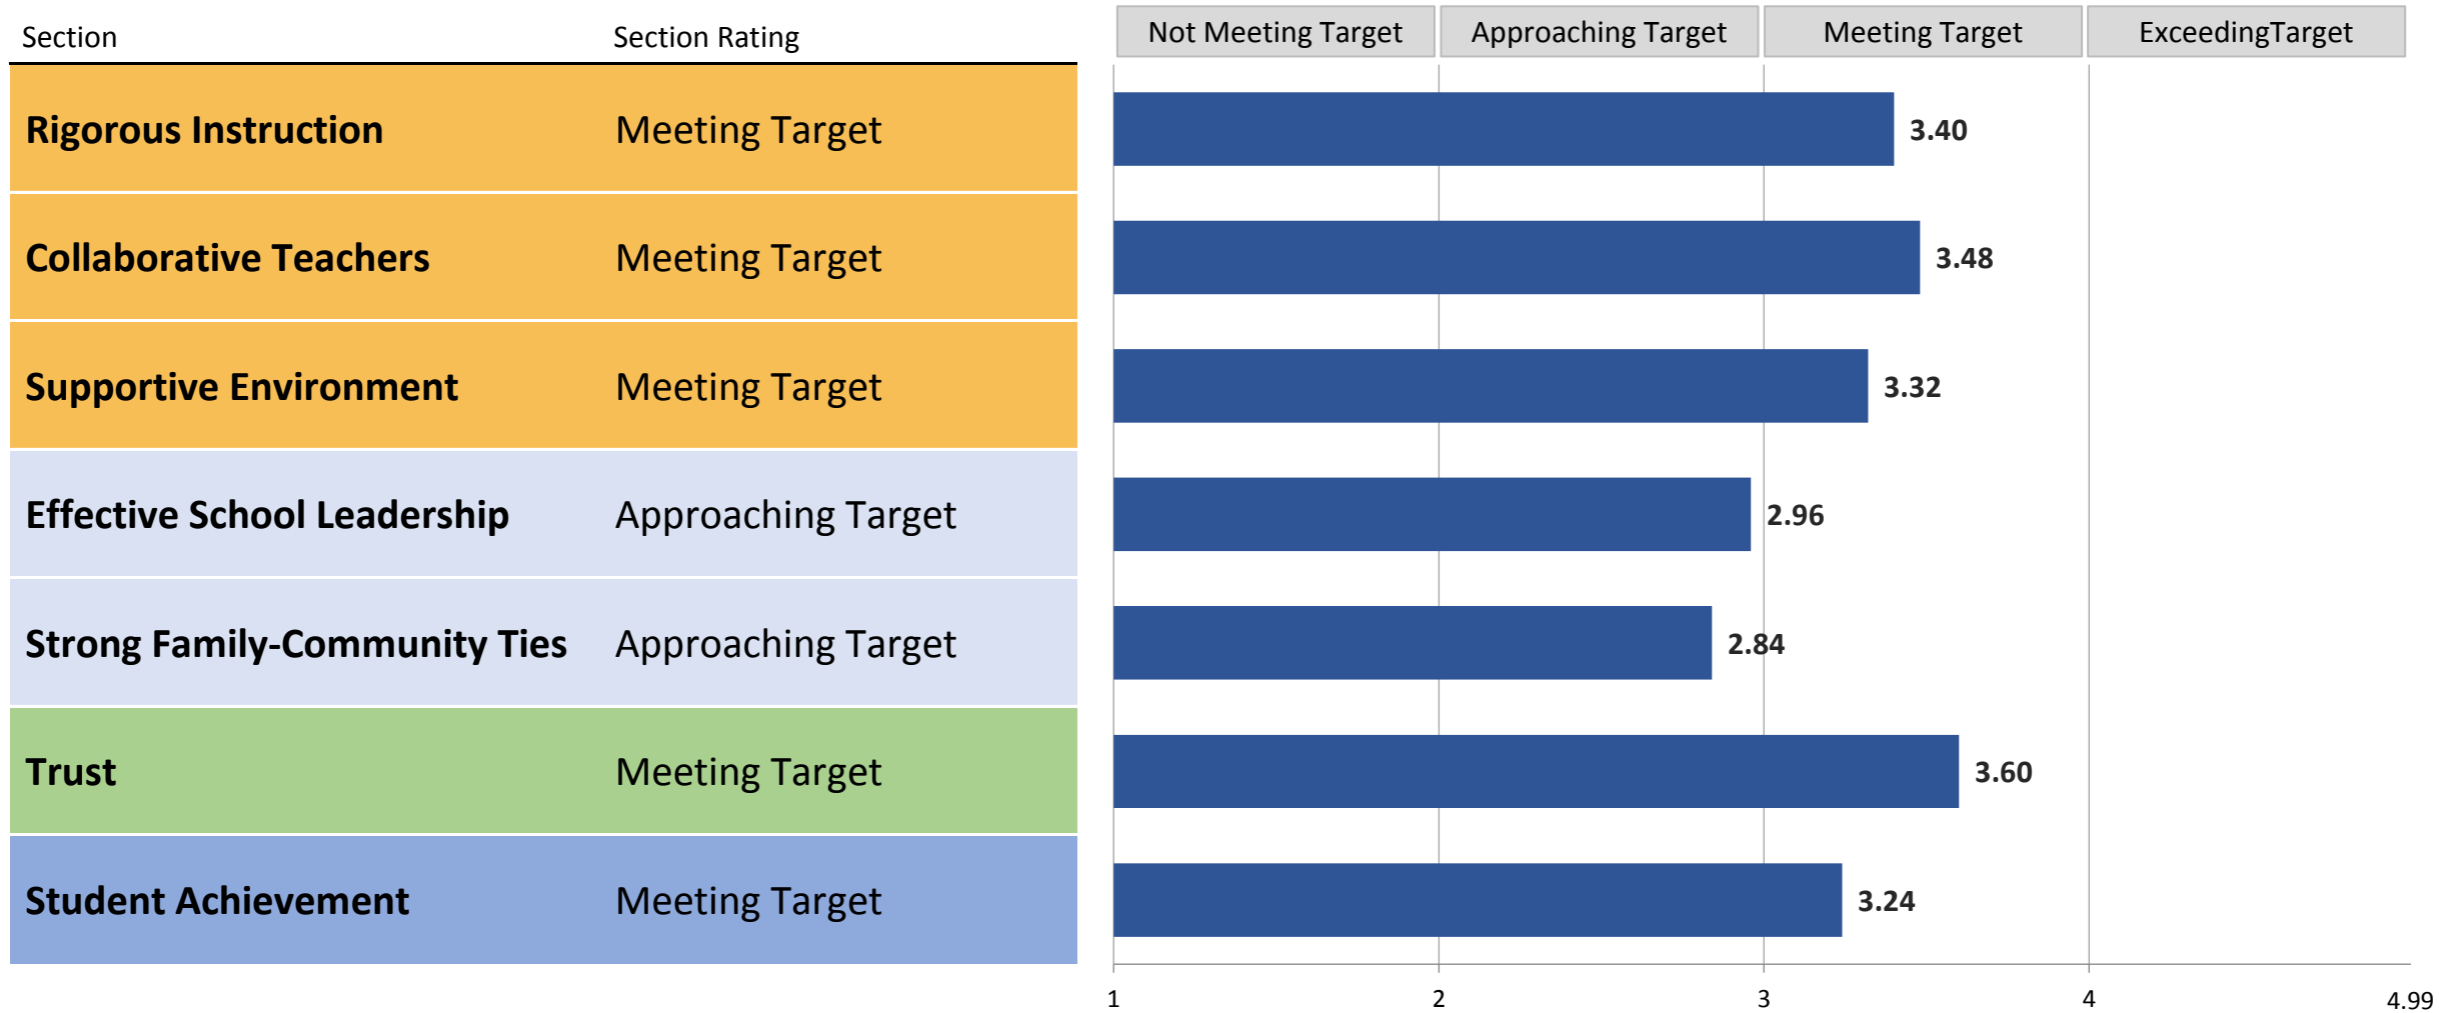 Section Section Rating Not Meeting Target Approaching Target Meeting Target ExceedingTarget
Rigorous Instruction Meeting Target 3.40
Collaborative Teachers Meeting Target 3.48
Supportive Environment Meeting Target 3.32
Effective School Leadership Approaching Target 2.96
Strong Family-Community Ties Approaching Target 2.84
Trust Meeting Target 3.60
Student Achievement Meeting Target 3.24
1 2 3 4 4.99